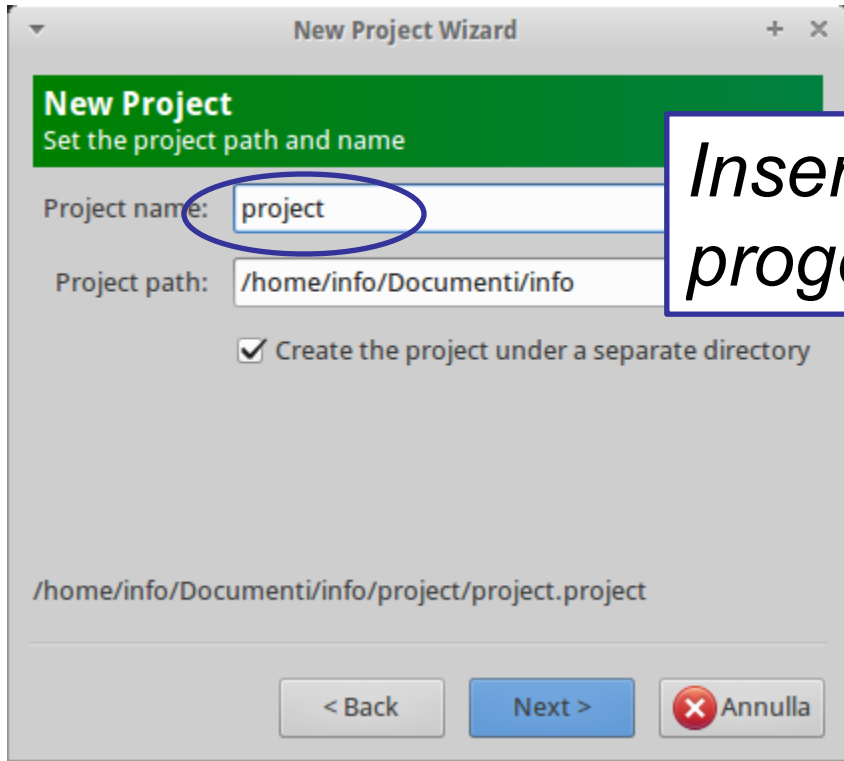 New Project Wizard
New Project
Set the project path and name
Project name: project
Project path: /home/info/Documenti/info
Create the project under a separate directory
/home/info/Documenti/info/project/project.project
< Back Next > Annulla